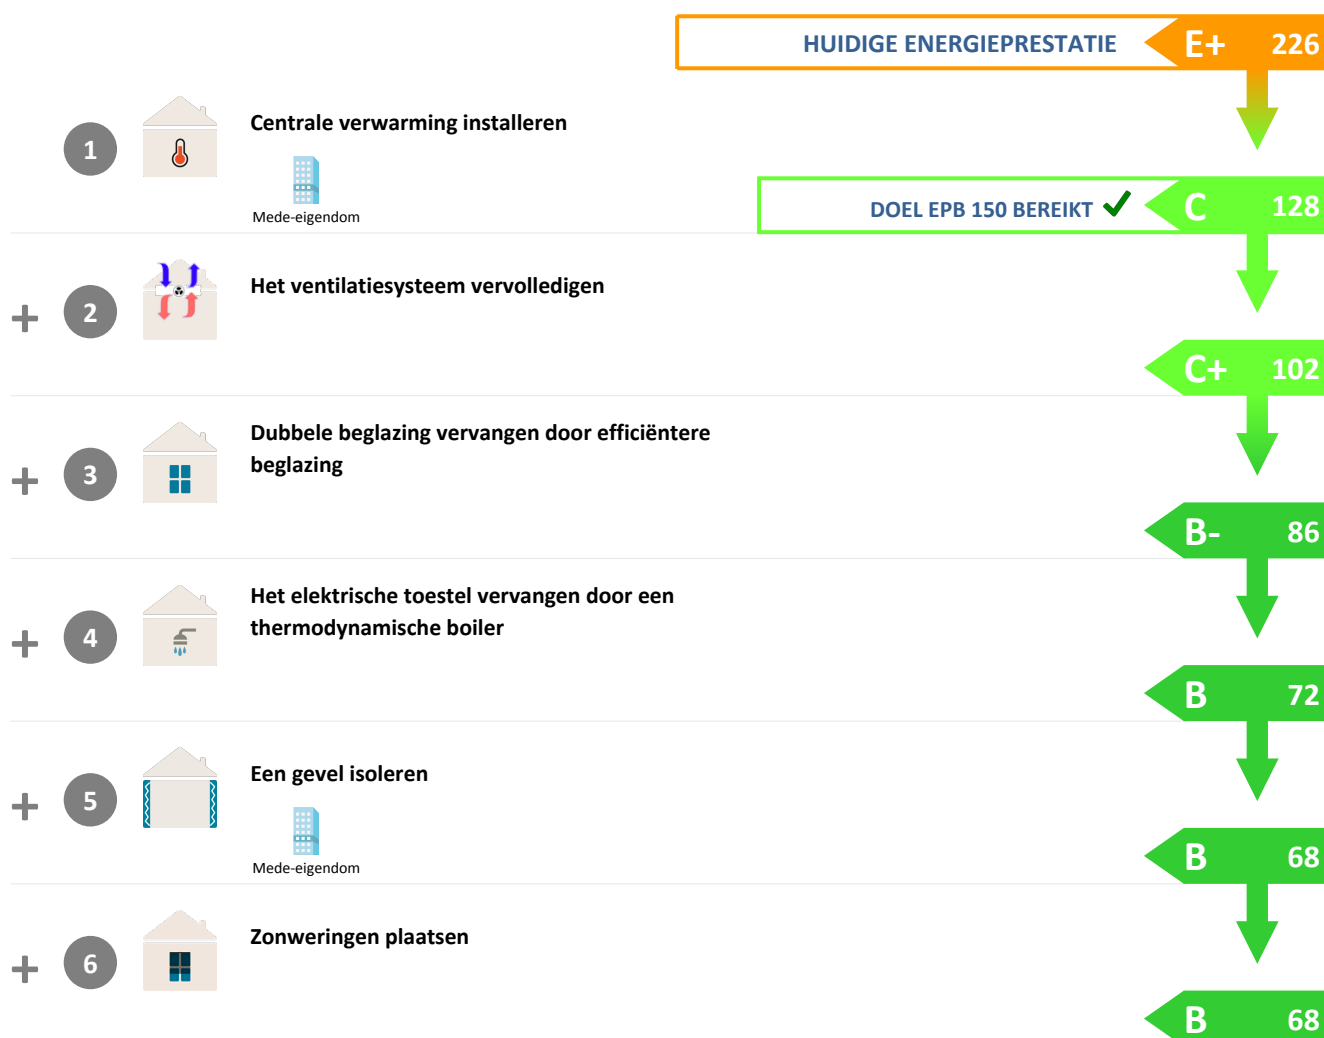 HUIDIGE ENERGIEPRESTATIE E+ 226
1 Centrale verwarming installeren
Mede-eigendom
DOEL EPB 150 BEREIKT C 128
+ 2 Het ventilatiesysteem vervolledigen
C+ 102
+ 3 Dubbele beglazing vervangen door efficiëntere
beglazing
B- 86
+ 4 Het elektrische toestel vervangen door een
thermodynamische boiler
B 72
+ 5 Een gevel isoleren
Mede-eigendom
B 68
+ 6 Zonweringen plaatsen
B 68